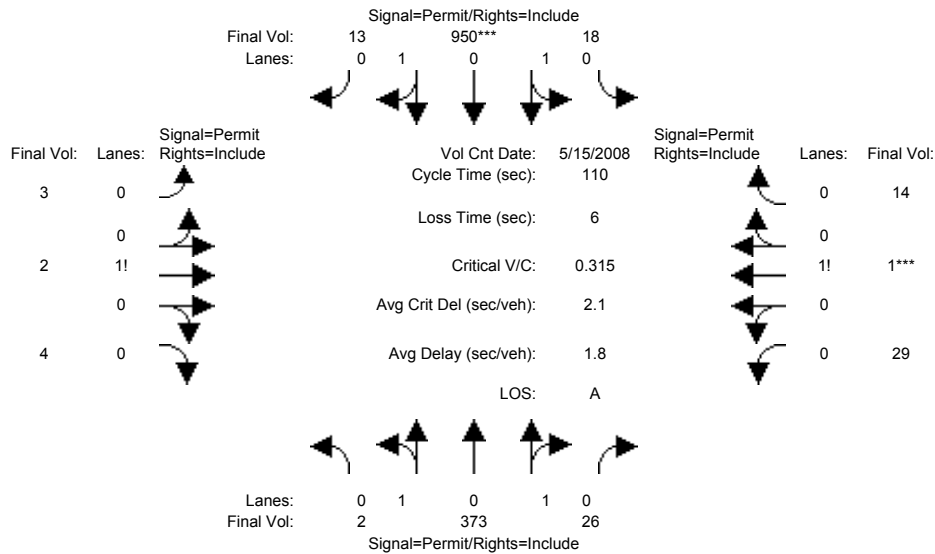 Signal=Permit/Rights=Include
Final Vol: 13 950*** 18
Lanes: 0 1 0 1 0
Signal=Permit Signal=Permit
Final Vol: Lanes: Rights=Include Vol Cnt Date: 5/15/2008 Rights=Include Lanes: Final Vol:
Cycle Time (sec): 110
3 0 0 14
Loss Time (sec): 6
0 0
2 1! Critical V/C: 0.315 1! 1***
0 Avg Crit Del (sec/veh): 2.1 0
4 0 Avg Delay (sec/veh): 1.8 0 29
LOS: A
Lanes: 0 1 0 1 0
Final Vol: 2 373 26
Signal=Permit/Rights=Include